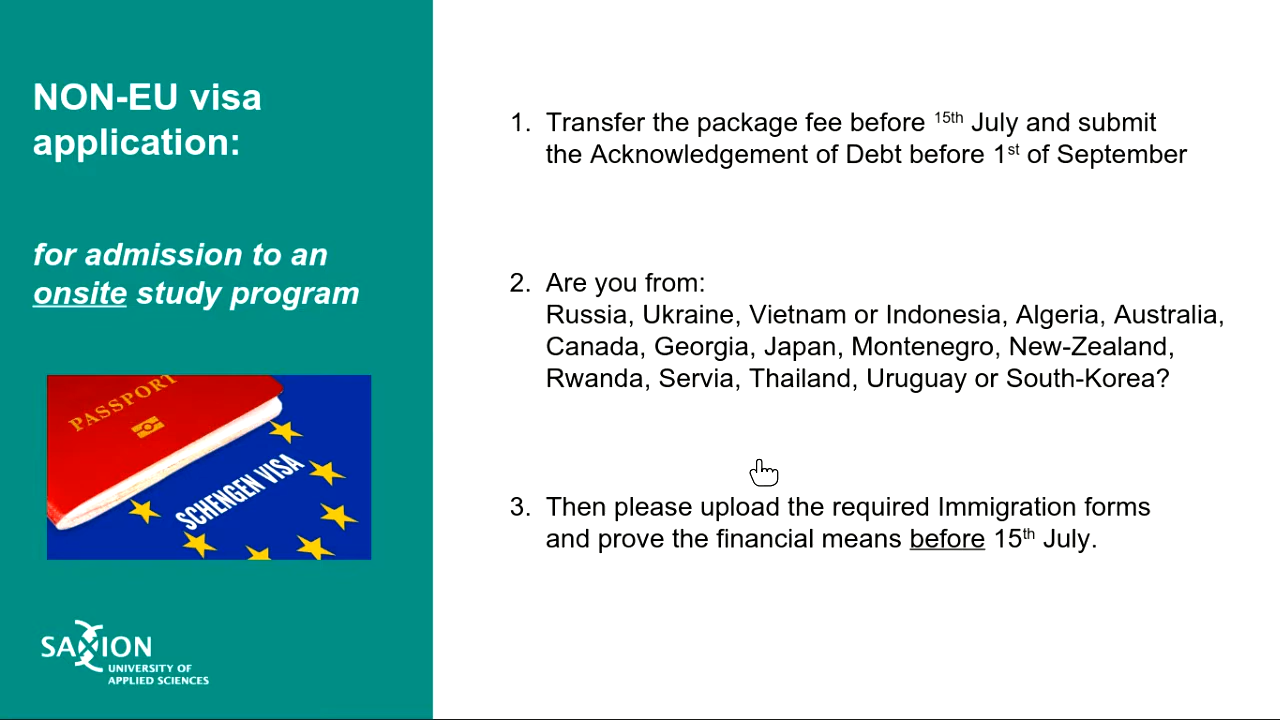 NON-EU visa
application:
for admission to an
onsite study program
PASSPORT
SCHENGEN VISA
SAXION
UNIVERSITY OF
APPLIED SCIENCES
1. Transfer the package fee before 15th July and submit
the Acknowledgement of Debt before 1st of September
2. Are you from:
Russia, Ukraine, Vietnam or Indonesia, Algeria, Australia,
Canada, Georgia, Japan, Montenegro, New-Zealand,
Rwanda, Servia, Thailand, Uruguay or South-Korea?
3. Then please upload the required Immigration forms
and prove the financial means before 15th July.